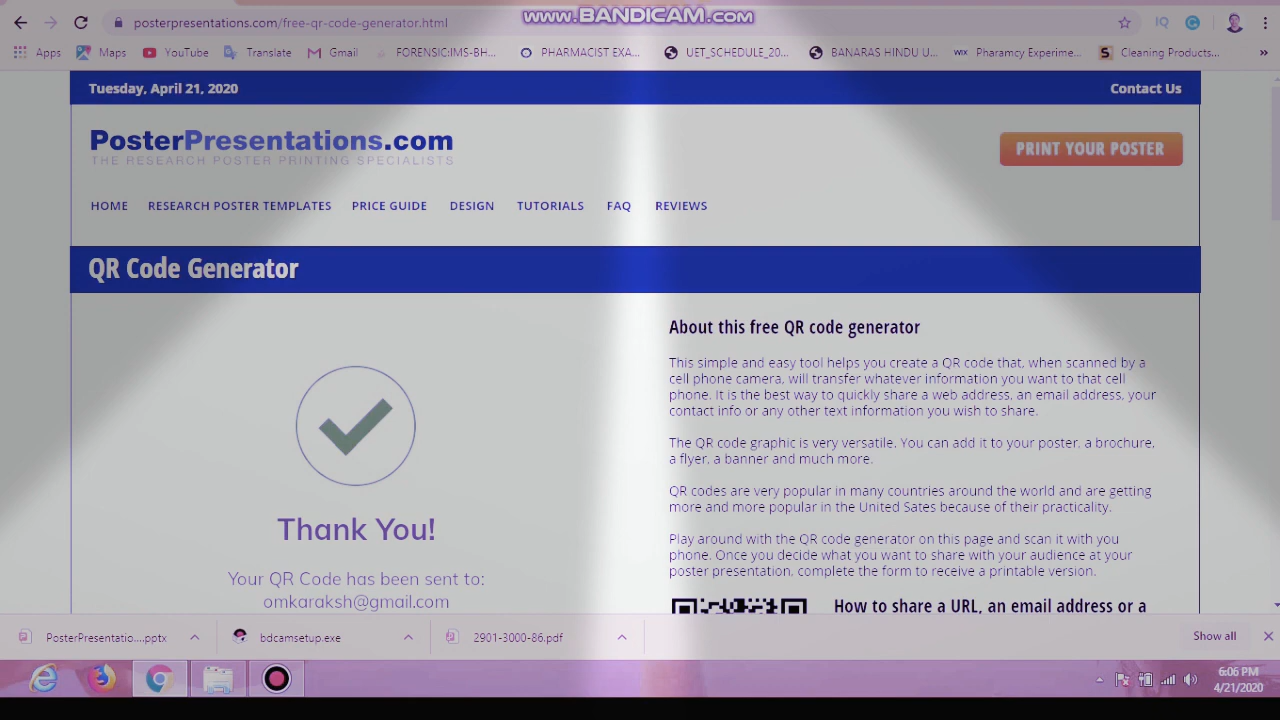 www.BANDICAM.com
posterpresentations.com/free-qr-code-generator.html
IQ
Apps
Maps
YouTube
Translate
Gmail
FORENSIC:IMS-BH...
PHARMACIST EXA...
UET_SCHEDULE_20...
BANARAS HINDU U...
WIX
Pharamcy Experime...
S
Cleaning Products...
»
Tuesday, April 21, 2020
Contact Us
PosterPresentations.com
THE RESEARCH POSTER PRINTING SPECIALISTS
PRINT YOUR POSTER
HOME
RESEARCH POSTER TEMPLATES
PRICE GUIDE
DESIGN
TUTORIALS
FAQ
REVIEWS
QR Code Generator
Thank You!
Your QR Code has been sent to:
omkaraksh@gmail.com
About this free QR code generator
This simple and easy tool helps you create a QR code that, when scanned by a
cell phone camera, will transfer whatever information you want to that cell
phone. It is the best way to quickly share a web address, an email address, your
contact info or any other text information you wish to share.
The QR code graphic is very versatile. You can add it to your poster, a brochure,
a flyer, a banner and much more.
QR codes are very popular in many countries around the world and are getting
more and more popular in the United Sates because of their practicality.
Play around with the QR code generator on this page and scan it with you
phone. Once you decide what you want to share with your audience at your
poster presentation, complete the form to receive a printable version.
How to share a URL, an email address or a
PosterPresentatio....pptx
bdcamsetup.exe
2901-3000-86.pdf
Show all
6:06 PM
4/21/2020